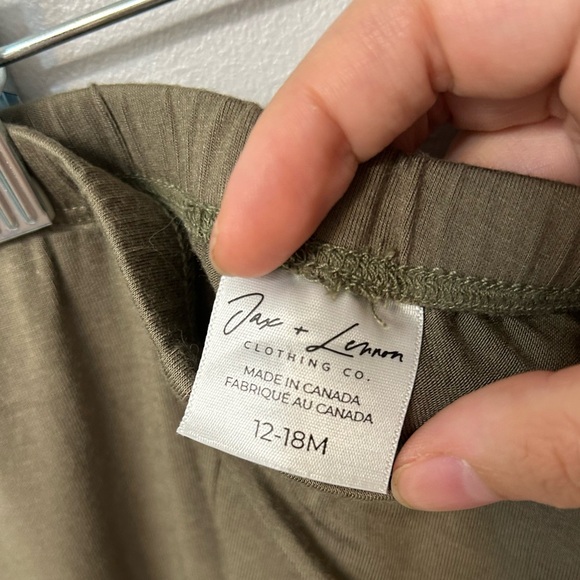 Jax + Lennon
CLOTHING CO.
MADE IN CANADA
FABRIQUÉ AU CANADA
12-18M